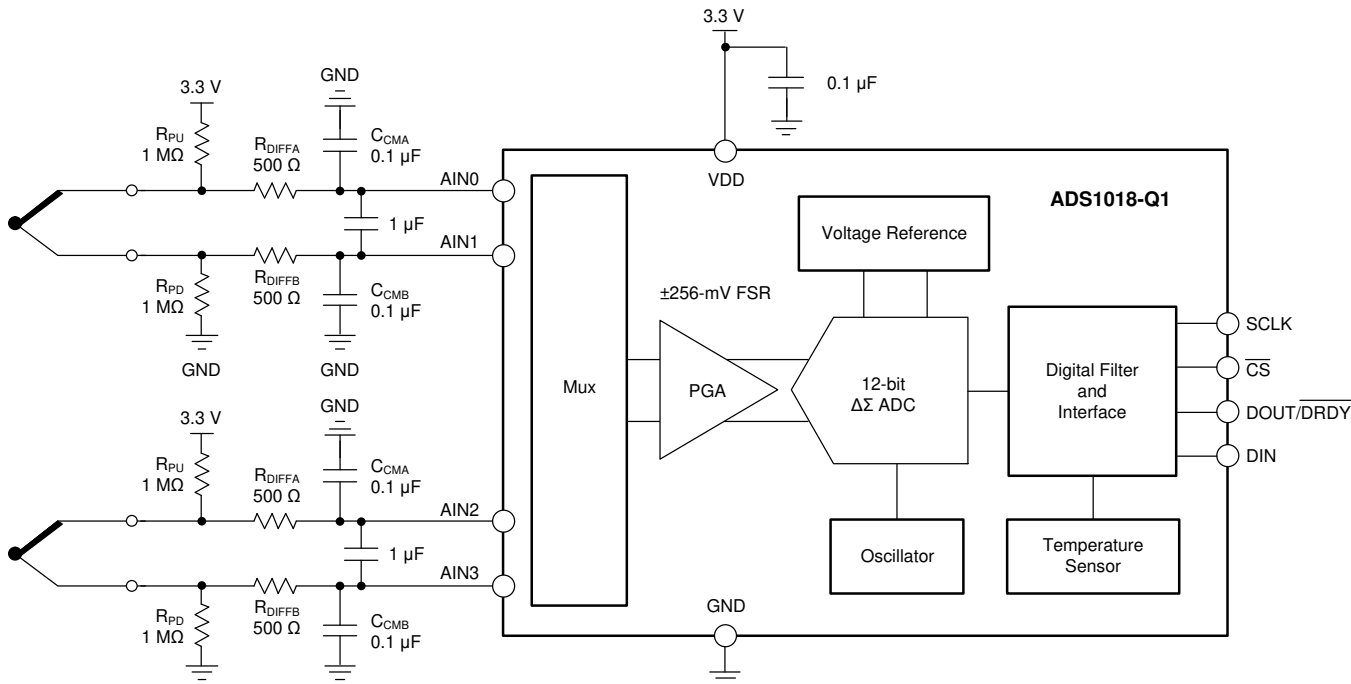 3.3 V
0.1 µF
3.3 V
GND
R_PU
1 MΩ
R_DIFFA
500 Ω
C_CMA
0.1 µF
AIN0
1 µF
AIN1
R_PD
1 MΩ
R_DIFFB
500 Ω
C_CMB
0.1 µF
GND
GND
3.3 V
GND
R_PU
1 MΩ
R_DIFFA
500 Ω
C_CMA
0.1 µF
AIN2
1 µF
AIN3
R_PD
1 MΩ
R_DIFFB
500 Ω
C_CMB
0.1 µF
VDD
ADS1018-Q1
Voltage Reference
±256-mV FSR
Mux
PGA
12-bit
ΔΣ ADC
Digital Filter
and
Interface
SCLK
C̅S̅
DOUT/D̅R̅D̅Y̅
DIN
Oscillator
Temperature
Sensor
GND